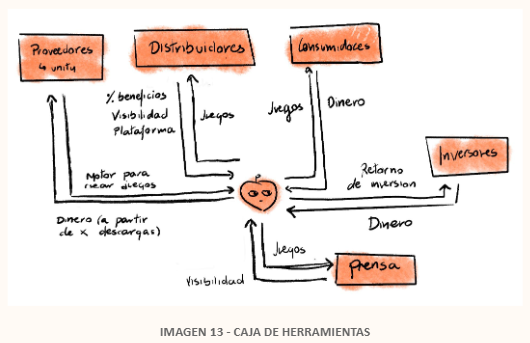 Proveedores
↳ unity
Distribuidores
Consumidores
% beneficios
Visibilidad
Plataforma
Juegos
Juegos
Dinero
Inversores
Motor para
crear juegos
Retorno
de inversion
Dinero (a partir
de x descargas)
Dinero
Juegos
Visibilidad
prensa
IMAGEN 13 - CAJA DE HERRAMIENTAS